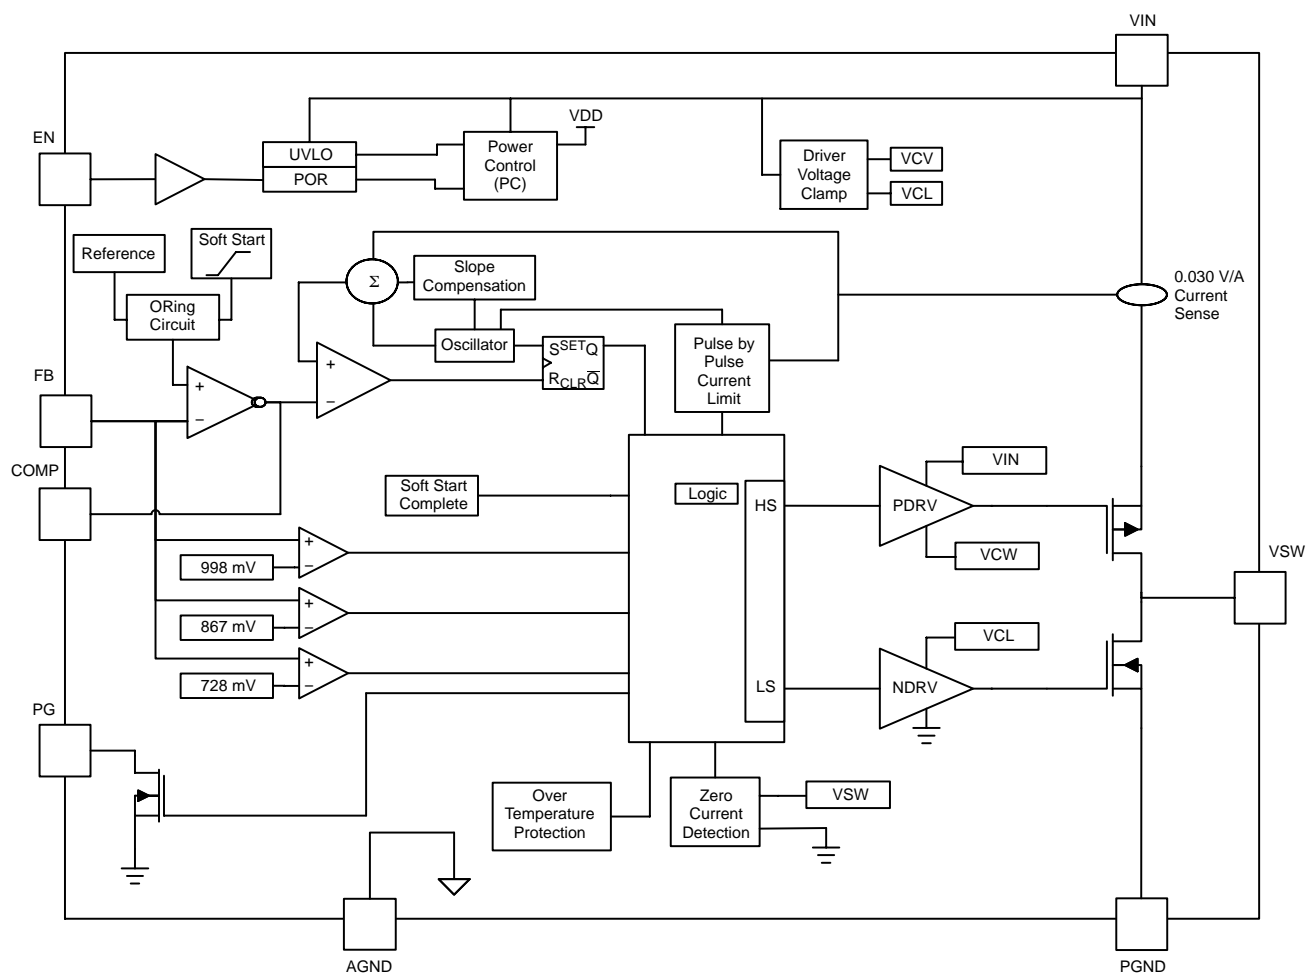 VIN
EN
UVLO
POR
Power
Control
(PC)
VDD
Driver
Voltage
Clamp
VCV
VCL
Reference
Soft Start
ORing
Circuit
Σ
Slope
Compensation
Oscillator
S SET Q
R CLR Q̅
Pulse by
Pulse
Current
Limit
0.030 V/A
Current
Sense
FB
+
−
+
−
COMP
Soft Start
Complete
Logic
HS
PDRV
VIN
VCW
VSW
998 mV
+
−
867 mV
+
−
728 mV
+
−
LS
NDRV
VCL
PG
Over
Temperature
Protection
Zero
Current
Detection
VSW
AGND
PGND